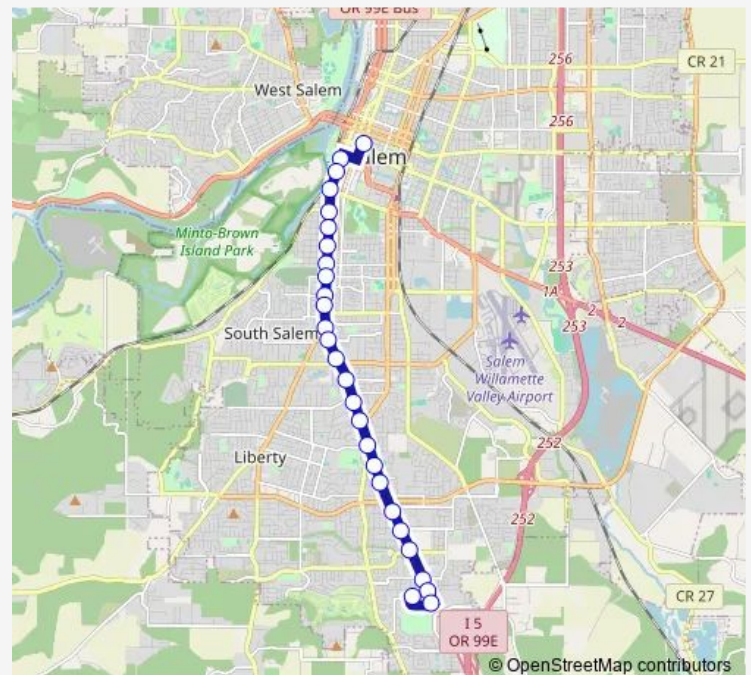 OR 99E Bus
CR 21
256
West Salem
256
Minto-Brown
Island Park
253
1A
2
253
2
South Salem
Salem
Willamette
Valley Airport
252
Liberty
252
CR 27
I 5
OR 99E
© OpenStreetMap contributors